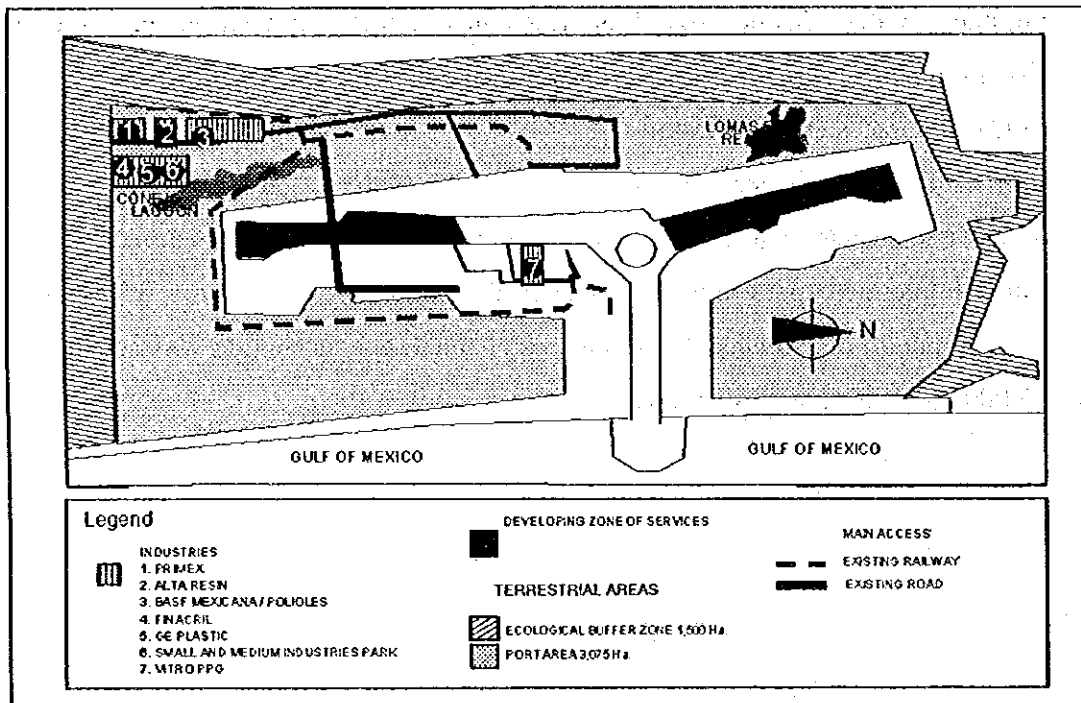 1 2 3
4 5 6
LAGOON
LOMAS
7
N
GULF OF MEXICO
GULF OF MEXICO
Legend
INDUSTRIES
1. PRIMEX
2. ALTA RESIN
3. BASF MEXICANA / POLIOLES
4. FINACRIL
5. GE PLASTIC
6. SMALL AND MEDIUM INDUSTRIES PARK
7. VITRO PPG
DEVELOPING ZONE OF SERVICES
TERRESTRIAL AREAS
ECOLOGICAL BUFFER ZONE 1,500 Ha.
PORT AREA 3,075 Ha.
MAN ACCESS
EXISTING RAILWAY
EXISTING ROAD